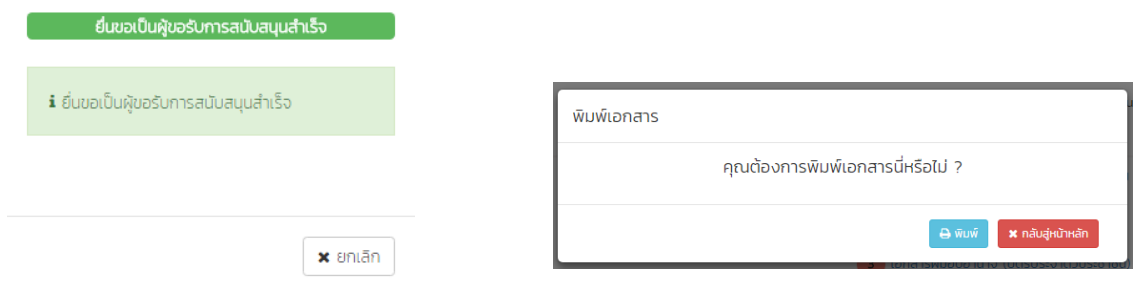 ยื่นขอเป็นผู้ขอรับการสนับสนุนสำเร็จ
ยื่นขอเป็นผู้ขอรับการสนับสนุนสำเร็จ
ยกเลิก
พิมพ์เอกสาร
คุณต้องการพิมพ์เอกสารนี่หรือไม่ ?
พิมพ์
กลับสู่หน้าหลัก